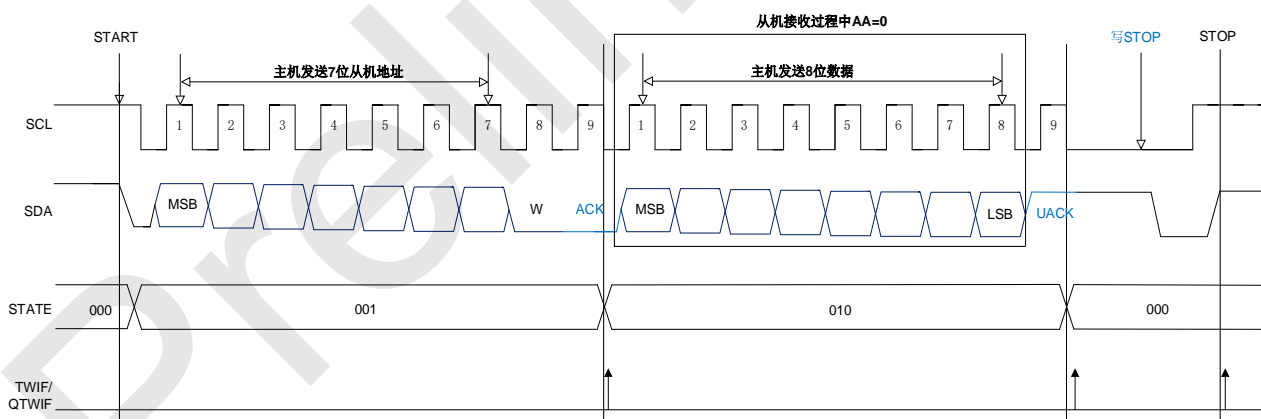 从机接收过程中AA=0
START
写STOP
STOP
主机发送7位从机地址
主机发送8位数据
SCL
1 2 3 4 5 6 7 8 9 1 2 3 4 5 6 7 8 9
SDA
MSB W ACK MSB LSB UACK
STATE 000 001 010 000
TWIF/
QTWIF
Preli